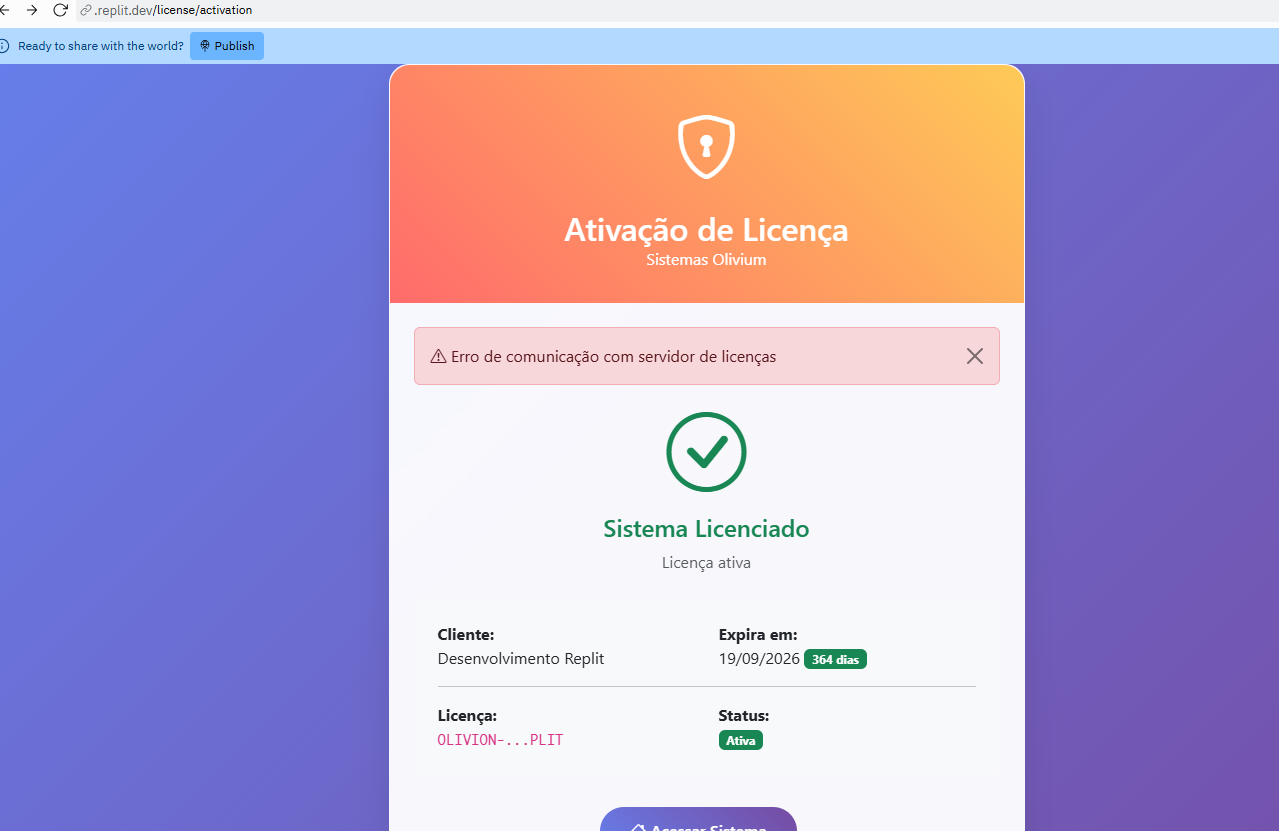 .replit.dev/license/activation
Ready to share with the world? Publish
Ativação de Licença
Sistemas Olivium
Erro de comunicação com servidor de licenças
Sistema Licenciado
Licença ativa
Cliente:
Desenvolvimento Replit
Expira em:
19/09/2026 364 dias
Licença:
OLIVION-...PLIT
Status:
Ativa
Acessar Sistema